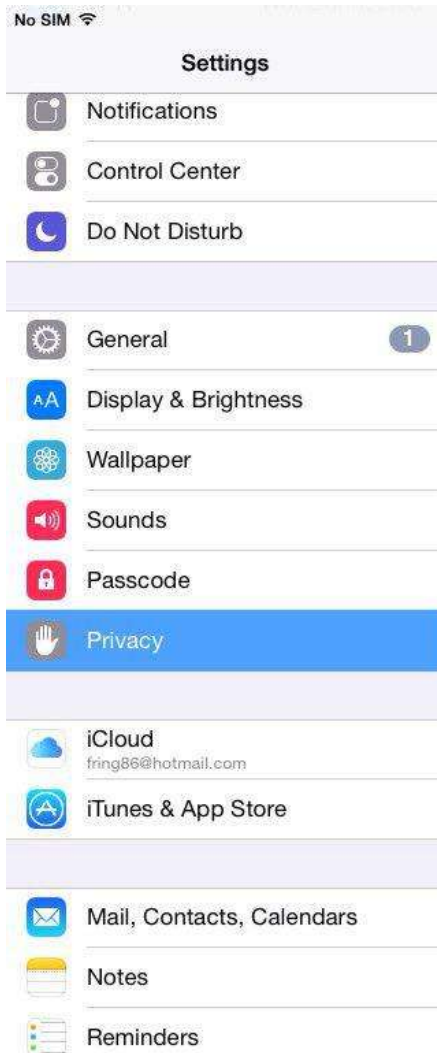 No SIM
Settings
Notifications
Control Center
Do Not Disturb
General 1
AA Display & Brightness
Wallpaper
Sounds
Passcode
Privacy
iCloud
fring86@hotmail.com
iTunes & App Store
Mail, Contacts, Calendars
Notes
Reminders